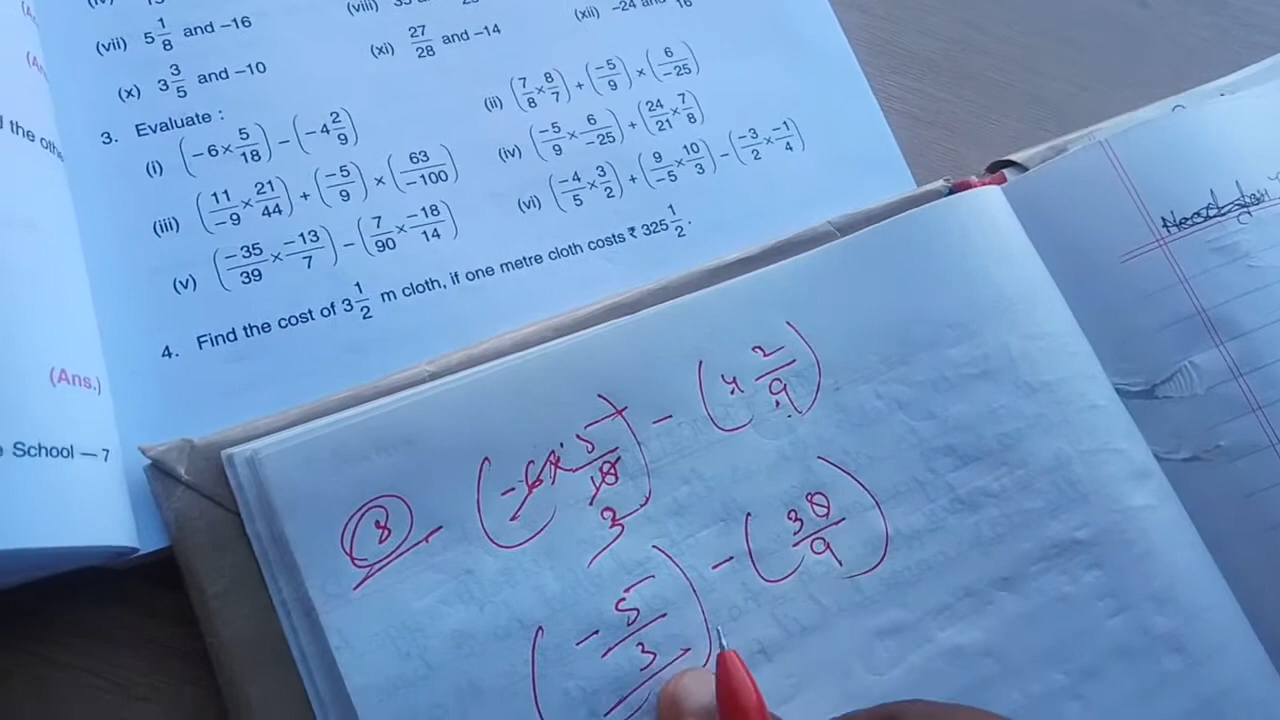 (vii) 5 1/8 and –16
(x) 3 3/5 and –10
(xi) 27/28 and –14
(xii) –24 and
3. Evaluate :
(i) (–6 × 5/18) – (–4 2/9)
(ii) (7/8 × 8/7) + (–5/9) × (6/–25)
(iii) (11/–9 × 21/44) + (–5/9) × (63/–100)
(iv) (–5/9 × 6/–25) + (24/21 × 7/8)
(v) (–35/39 × –13/7) – (7/90 × –18/14)
(vi) (–4/5 × 3/2) + (9/–5 × 10/3) – (–3/2 × –1/4)
4. Find the cost of 3 1/2 m cloth, if one metre cloth costs ₹ 325 1/2.
(Ans.)
School — 7
(–6 × 5/18) – (4 2/9)
3
(–5/3) – (38/9)